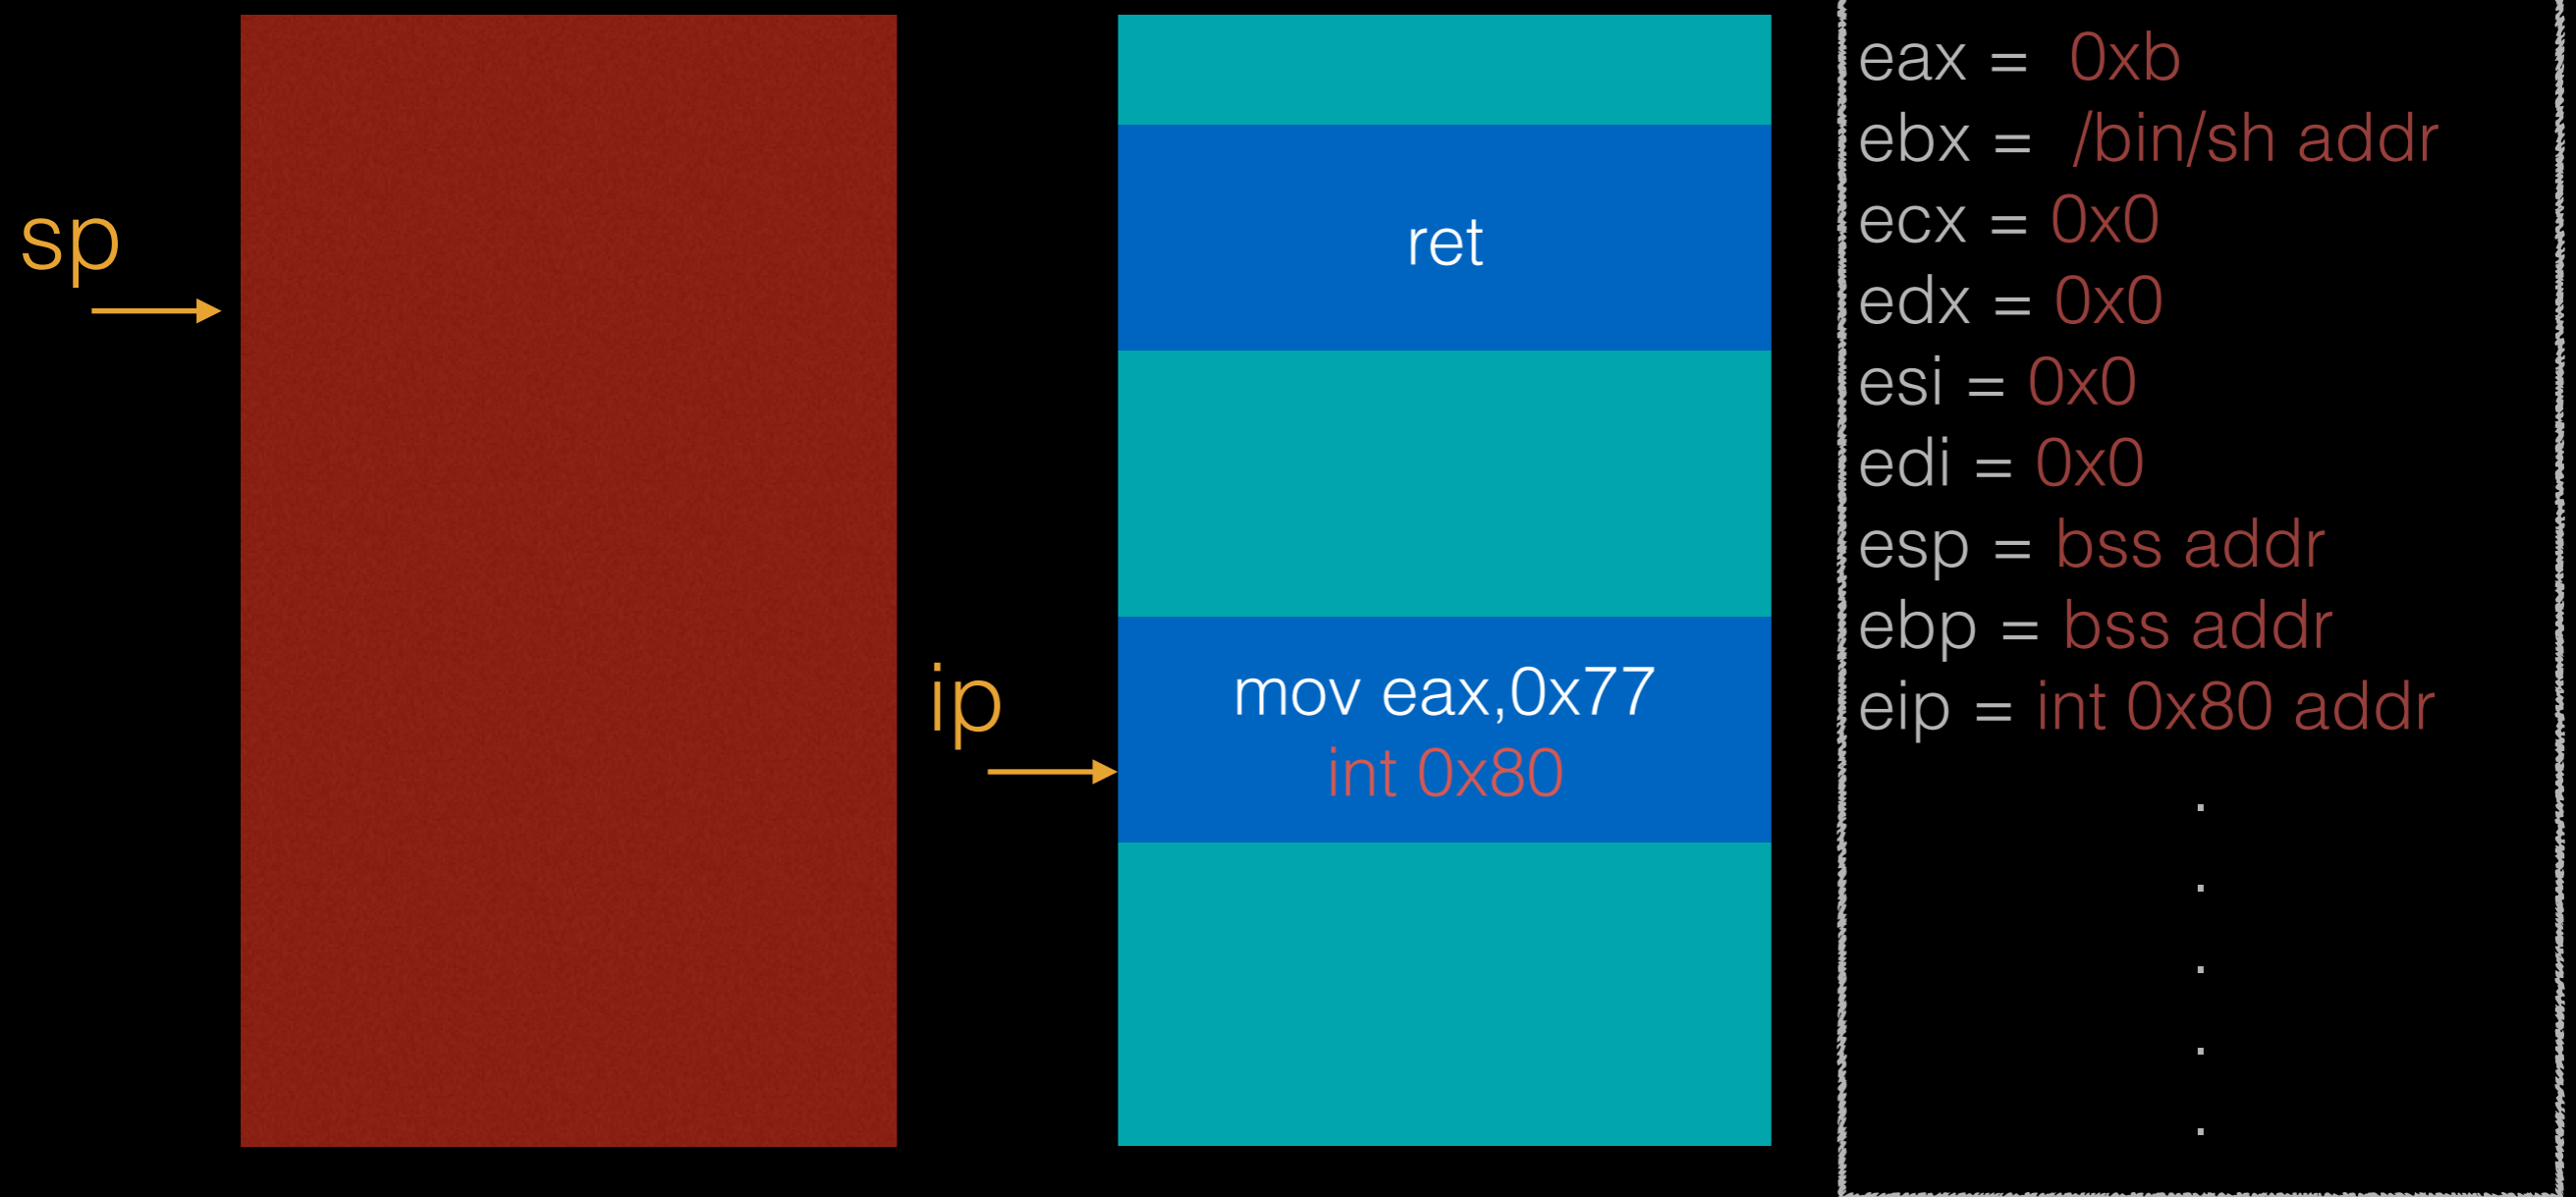 sp
ret
ip
mov eax,0x77
int 0x80
eax = 0xb
ebx = /bin/sh addr
ecx = 0x0
edx = 0x0
esi = 0x0
edi = 0x0
esp = bss addr
ebp = bss addr
eip = int 0x80 addr
.
.
.
.
.